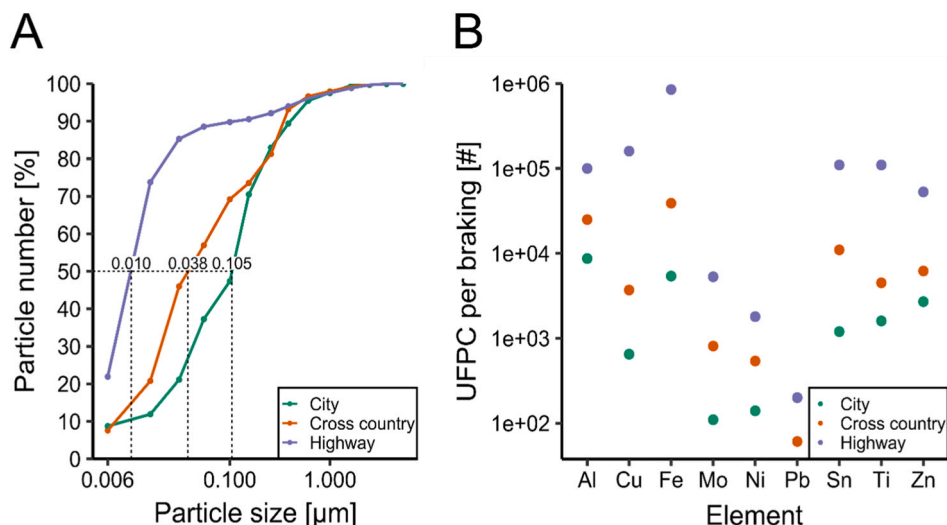 A
Particle number [%]
100
90
80
70
60
50
40
30
20
10
0
0.010
0.038
0.105
City
Cross country
Highway
0.006
0.100
1.000
Particle size [μm]
B
UFPC per braking [#]
1e+06
1e+05
1e+04
1e+03
1e+02
City
Cross country
Highway
Al Cu Fe Mo Ni Pb Sn Ti Zn
Element